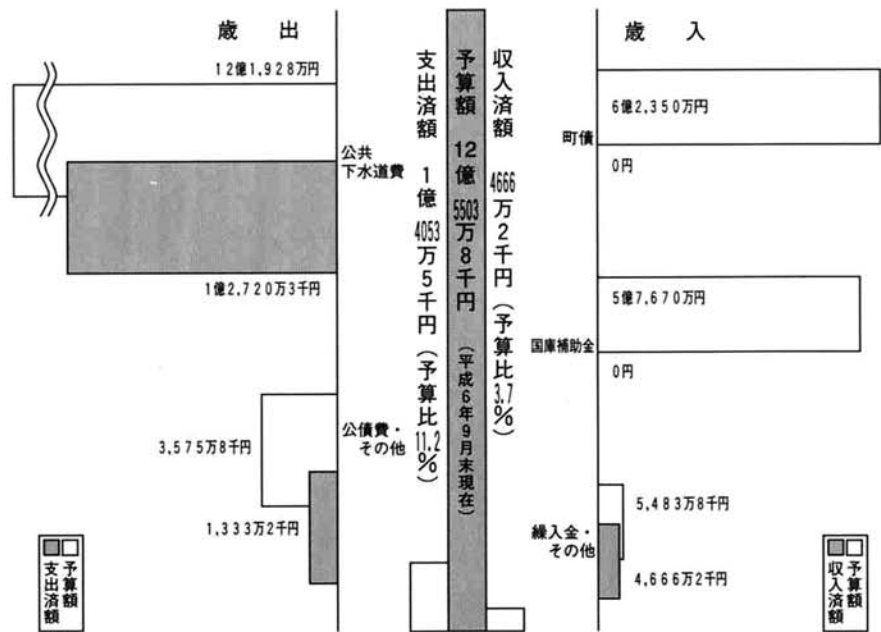 歳出
12億1,928万円
公共
下水道費
1億2,720万3千円
3,575万8千円
公債費・
その他
1,333万2千円
予算額
支出済額
収入済額 4666万2千円(予算比3.7%)
予算額 12億5503万8千円 (平成6年9月末現在)
支出済額 1億4053万5千円(予算比11.2%)
歳入
6億2,350万円
町債
0円
5億7,670万円
国庫補助金
0円
5,483万8千円
繰入金・
その他
4,666万2千円
予算額
収入済額